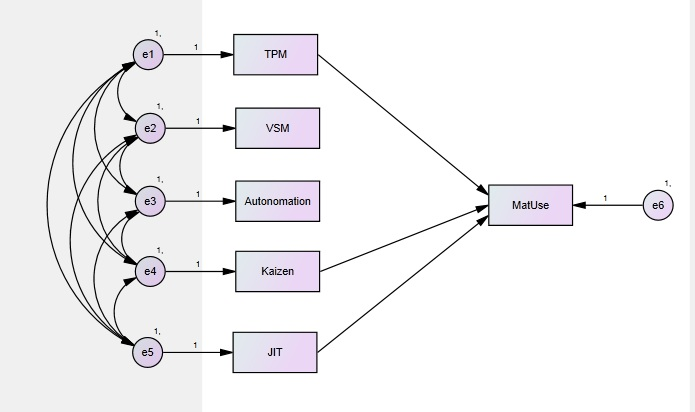 1,
e1
1
TPM
1,
e2
1
VSM
1,
e3
1
Autonomation
1,
e4
1
Kaizen
1,
e5
1
JIT
MatUse
1
1,
e6